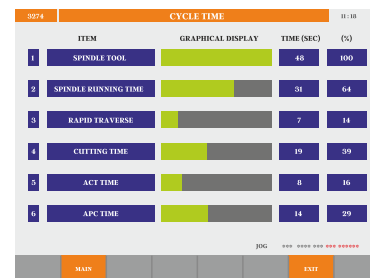 5274 CYCLE TIME 11:18
ITEM GRAPHICAL DISPLAY TIME (SEC) (%)
1 SPINDLE TOOL 48 100
2 SPINDLE RUNNING TIME 31 64
3 RAPID TRAVERSE 7 14
4 CUTTING TIME 19 39
5 ACT TIME 8 16
6 APC TIME 14 29
JOG *** **** *** *** ******
MAIN EXIT